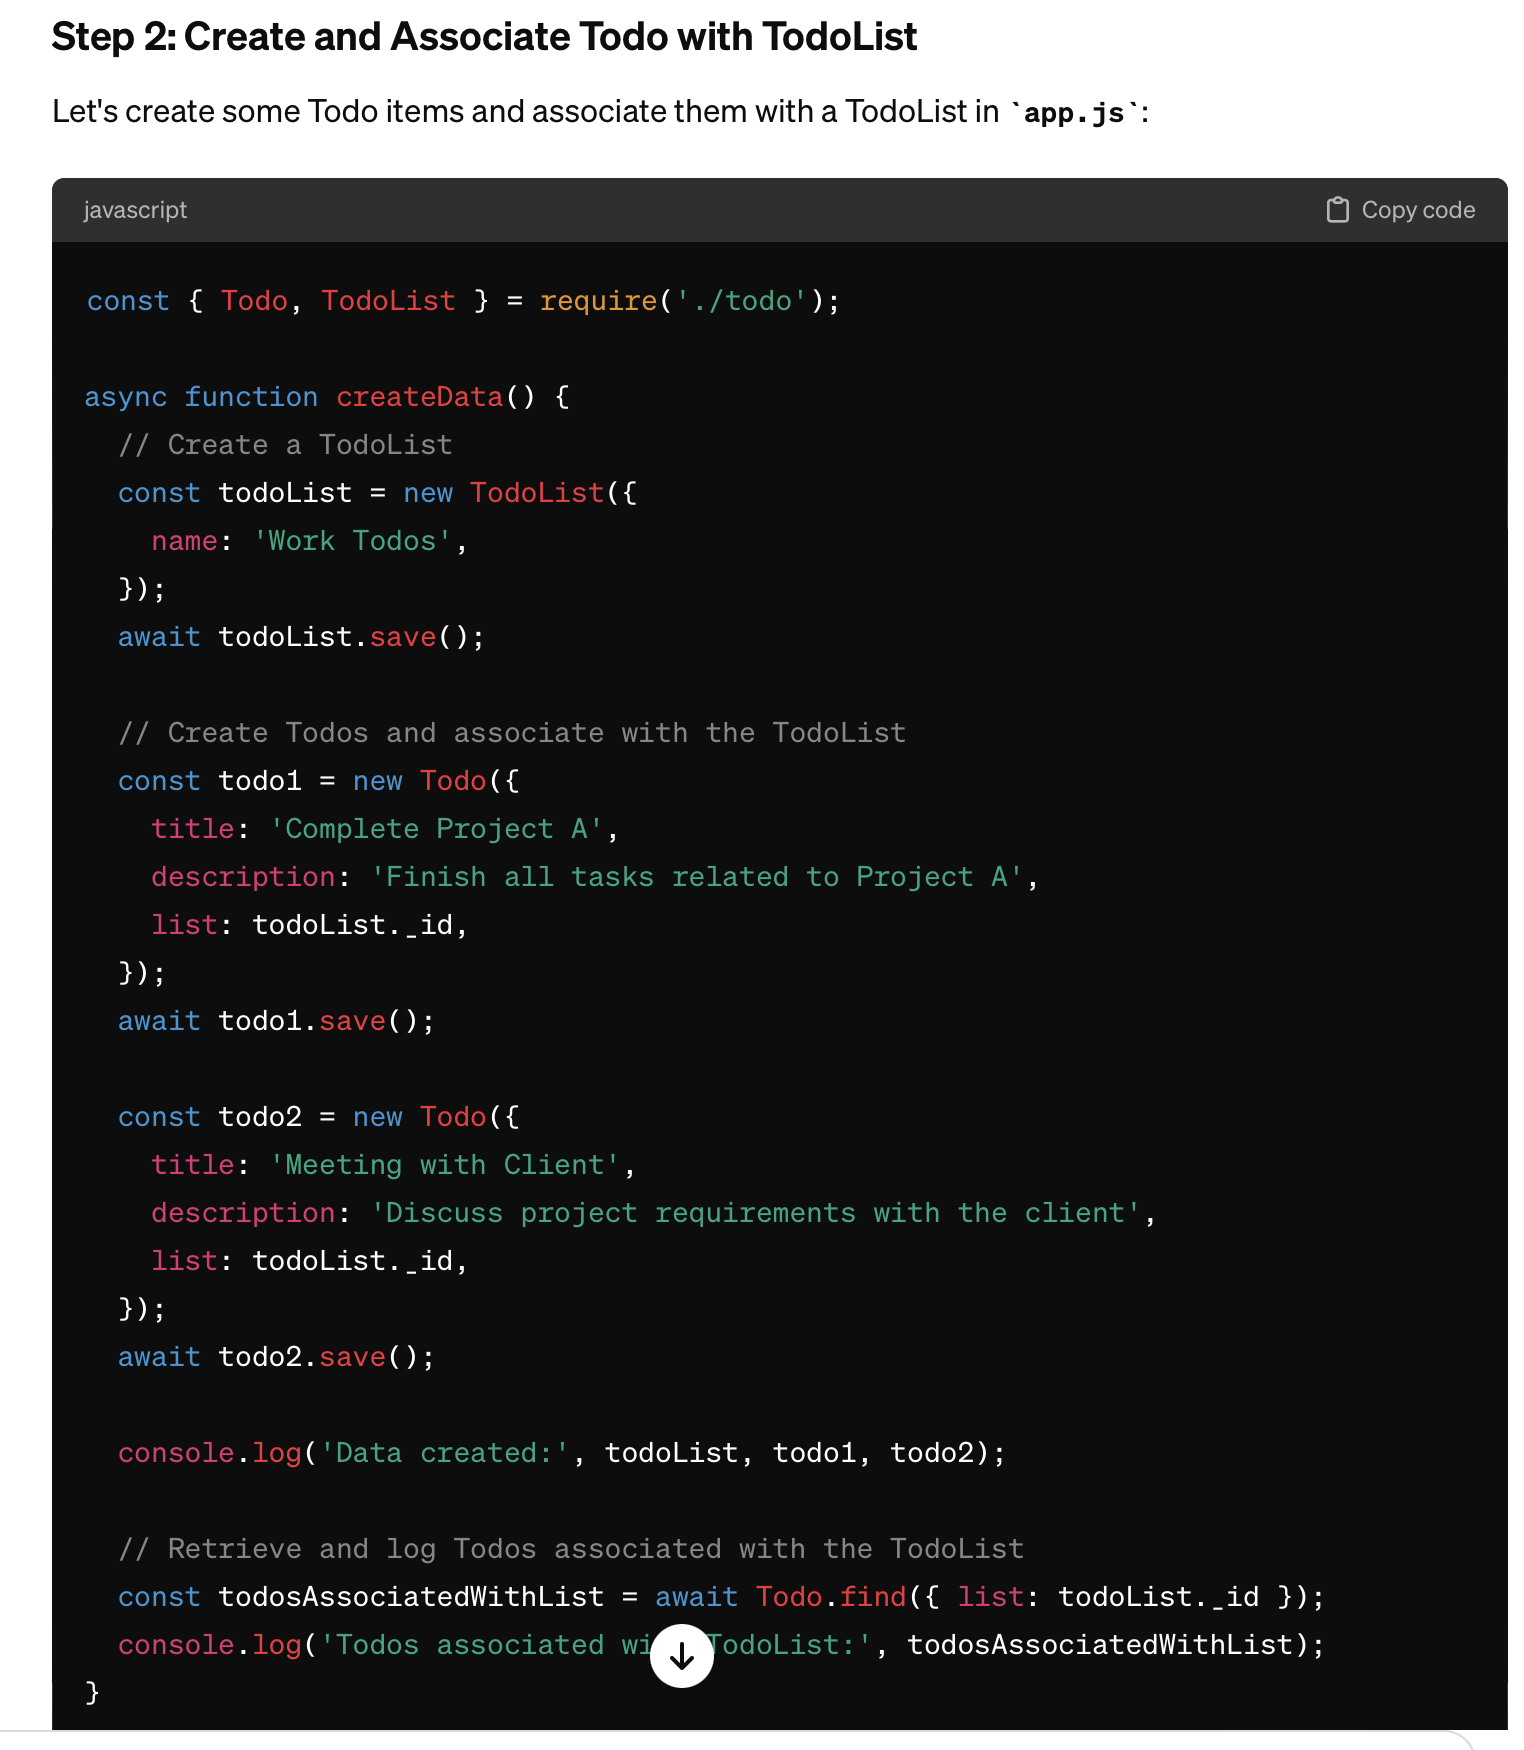 Step 2: Create and Associate Todo with TodoList
Let's create some Todo items and associate them with a TodoList in `app.js`:
javascript
Copy code
const { Todo, TodoList } = require('./todo');
async function createData() {
// Create a TodoList
const todoList = new TodoList({
name: 'Work Todos',
});
await todoList.save();
// Create Todos and associate with the TodoList
const todo1 = new Todo({
title: 'Complete Project A',
description: 'Finish all tasks related to Project A',
list: todoList._id,
});
await todo1.save();
const todo2 = new Todo({
title: 'Meeting with Client',
description: 'Discuss project requirements with the client',
list: todoList._id,
});
await todo2.save();
console.log('Data created:', todoList, todo1, todo2);
// Retrieve and log Todos associated with the TodoList
const todosAssociatedWithList = await Todo.find({ list: todoList._id });
console.log('Todos associated TodoList:', todosAssociatedWithList);
}